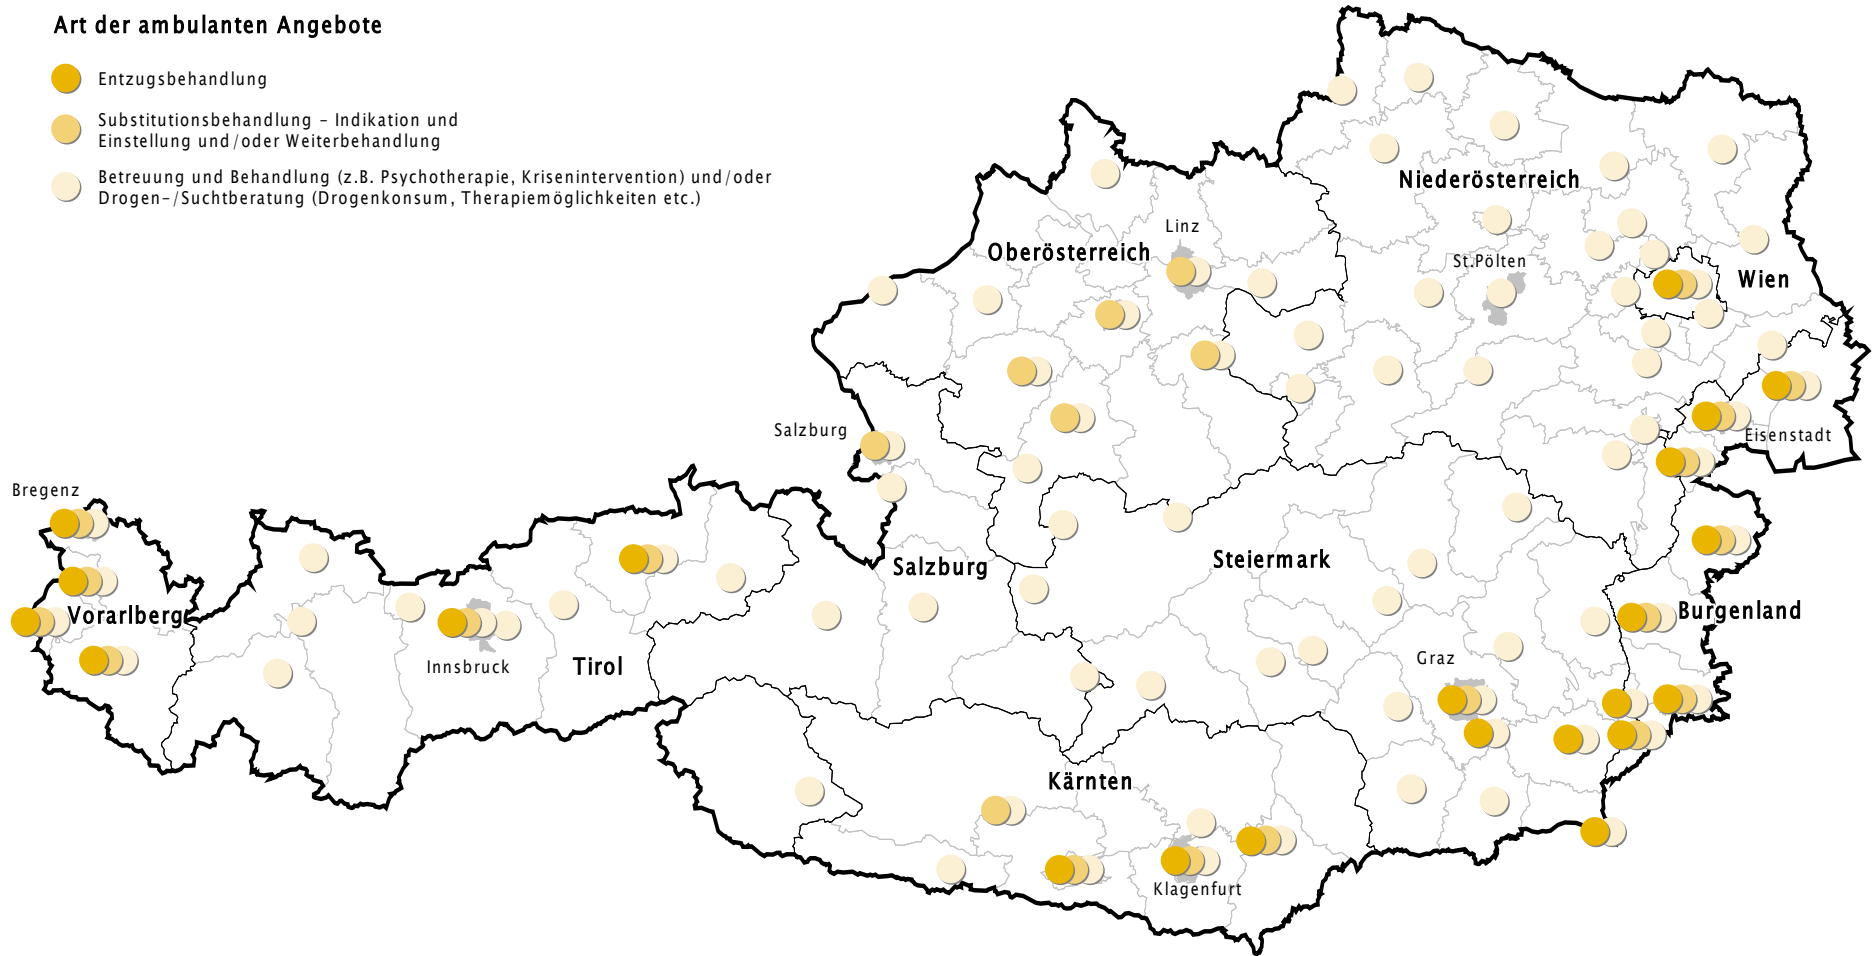 Art der ambulanten Angebote
Entzugsbehandlung
Substitutionsbehandlung - Indikation und
Einstellung und/oder Weiterbehandlung
Betreuung und Behandlung (z.B. Psychotherapie, Krisenintervention) und/oder
Drogen-/Suchtberatung (Drogenkonsum, Therapiemöglichkeiten etc.)
Niederösterreich
Linz
Oberösterreich
St.Pölten
Wien
Salzburg
Eisenstadt
Bregenz
Steiermark
Salzburg
Vorarlberg
Burgenland
Innsbruck
Tirol
Graz
Kärnten
Klagenfurt